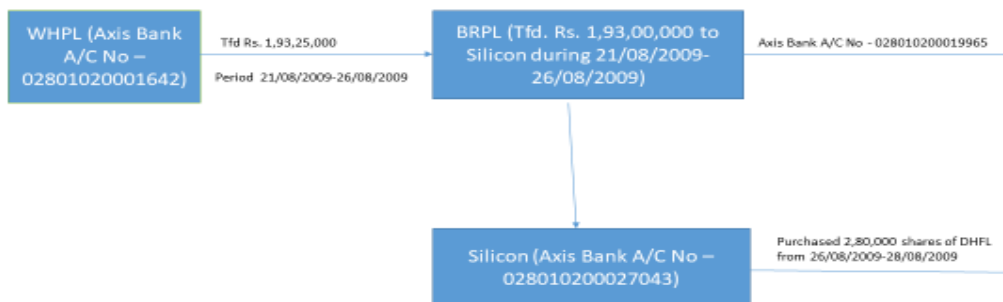 WHPL (Axis Bank
A/C No –
02801020001642)
Tfd Rs. 1,93,25,000
Period 21/08/2009-26/08/2009
BRPL (Tfd. Rs. 1,93,00,000 to
Silicon during 21/08/2009-
26/08/2009)
Axis Bank A/C No - 028010200019965
Silicon (Axis Bank A/C No –
028010200027043)
Purchased 2,80,000 shares of DHFL
from 26/08/2009-28/08/2009